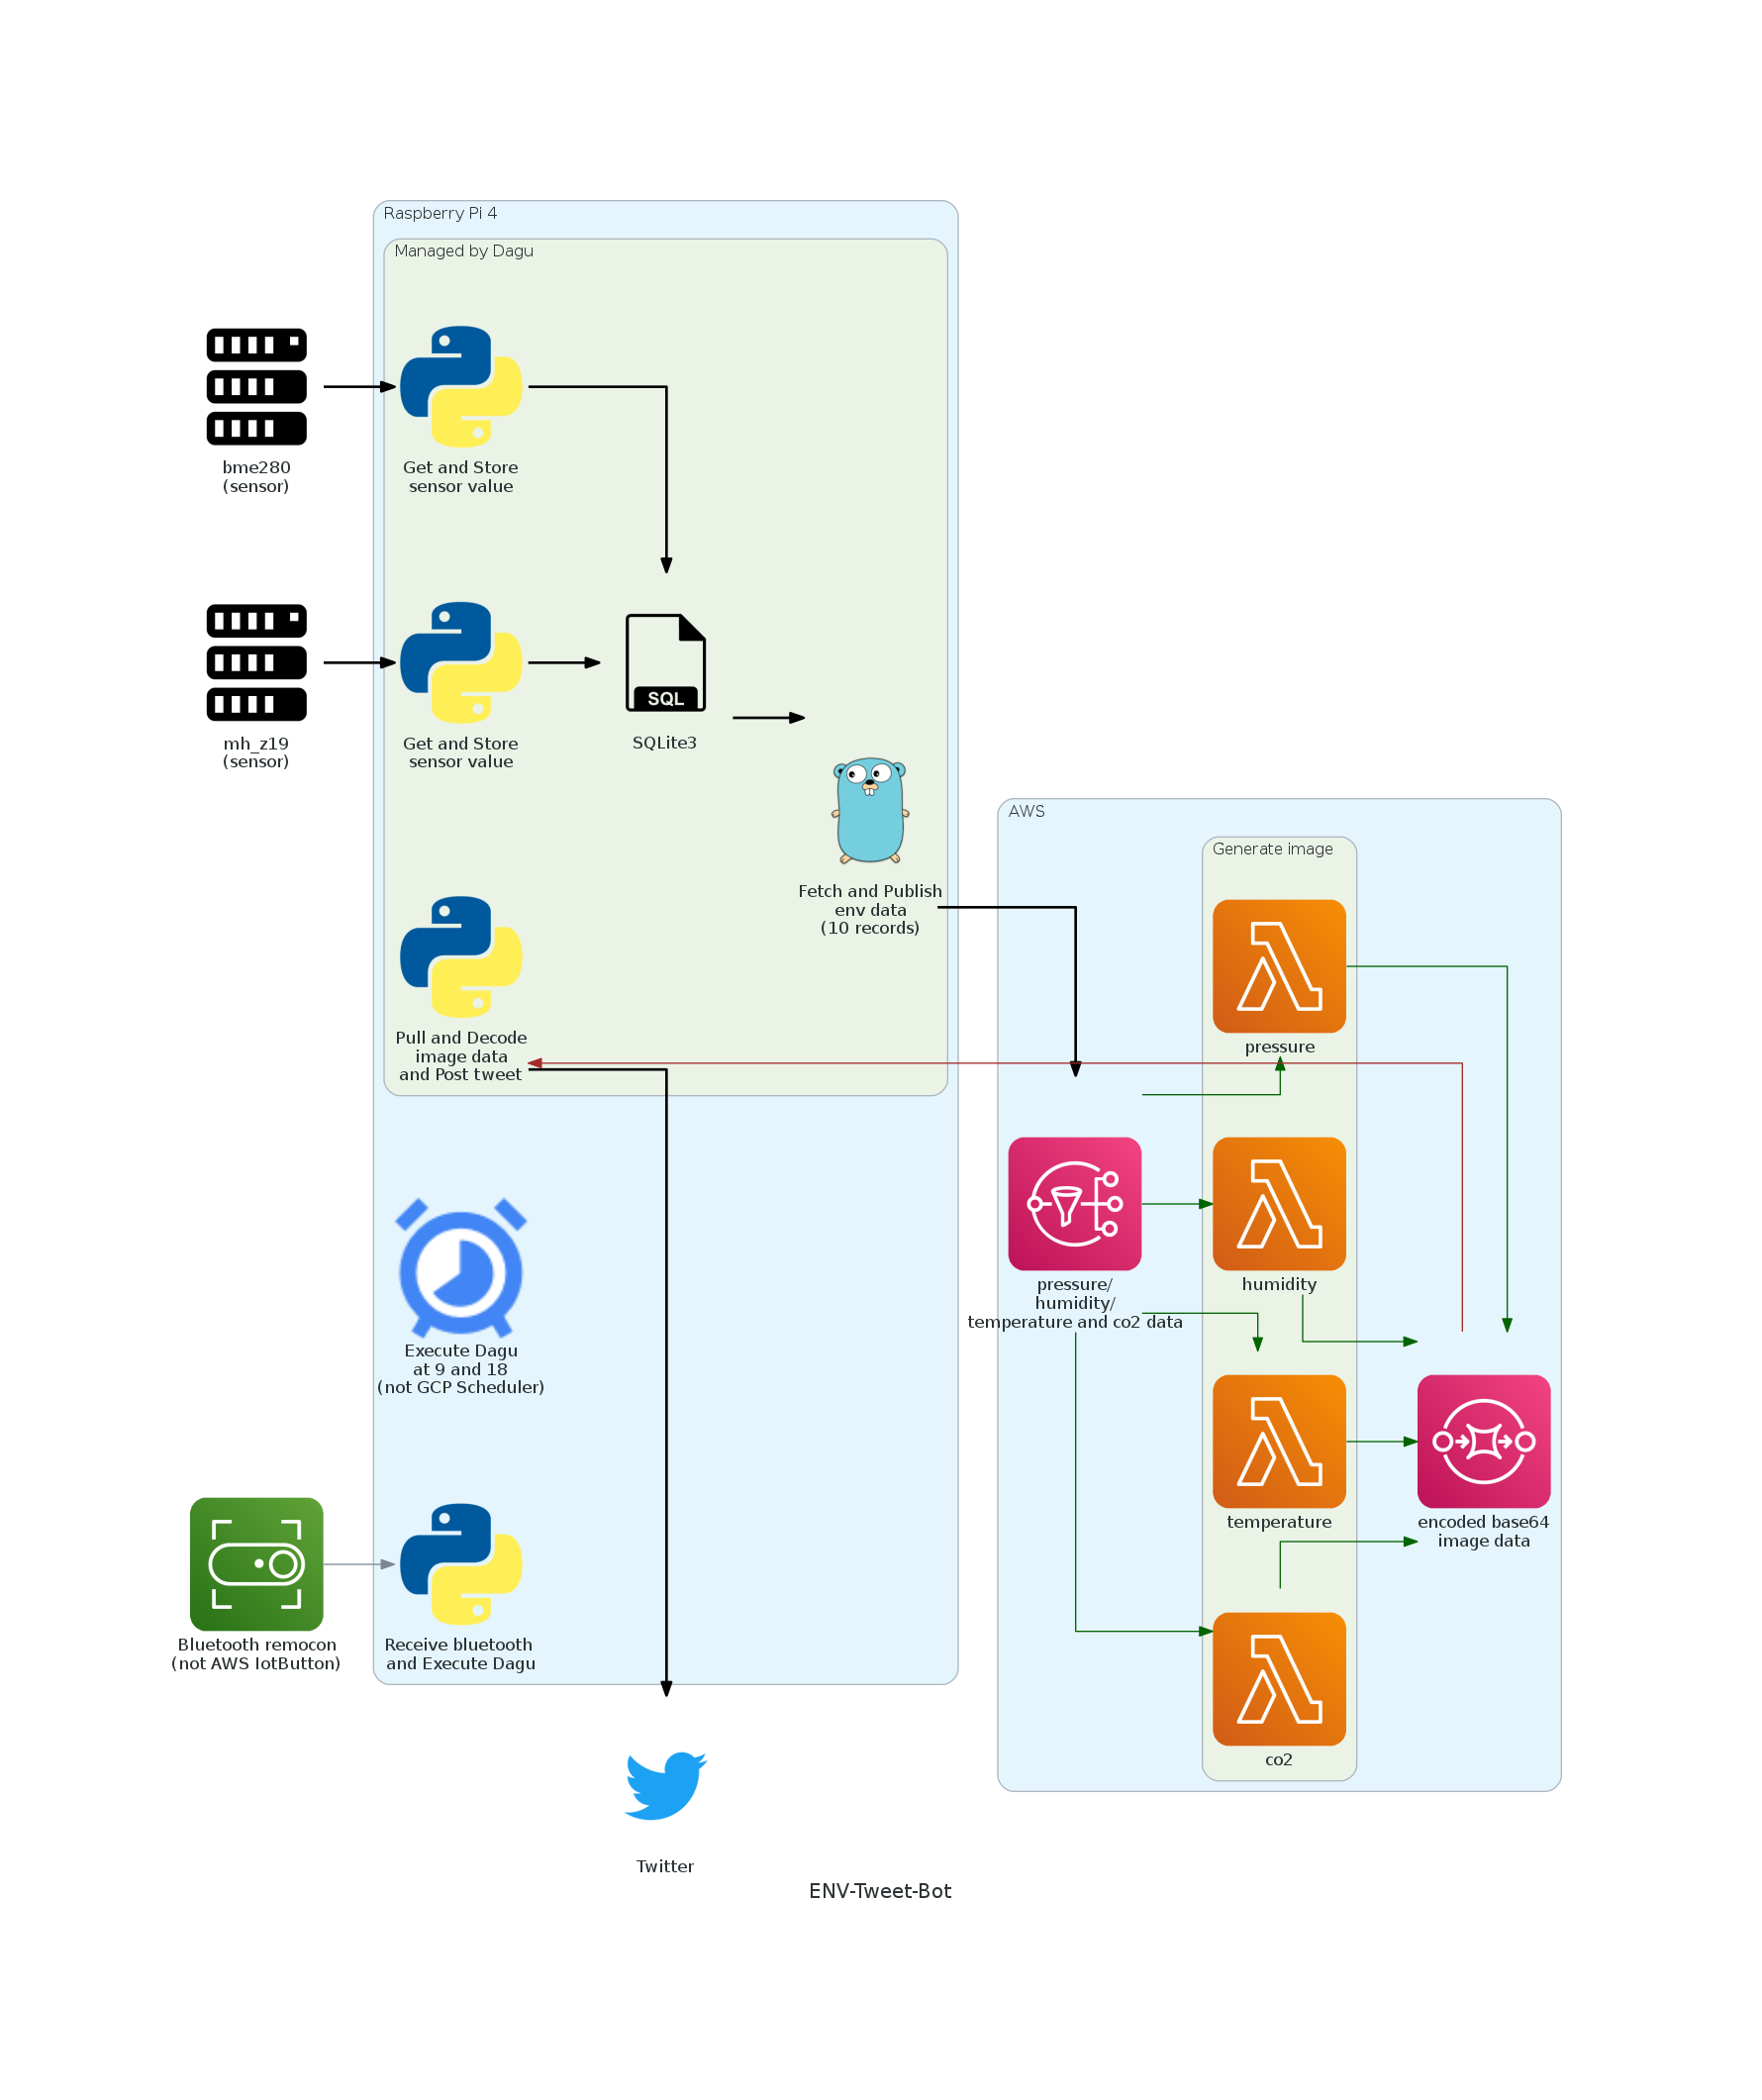 Raspberry Pi 4
Managed by Dagu
bme280
(sensor)
Get and Store
sensor value
mh_z19
(sensor)
Get and Store
sensor value
SQL
SQLite3
Fetch and Publish
env data
(10 records)
Pull and Decode
image data
and Post tweet
Execute Dagu
at 9 and 18
(not GCP Scheduler)
Bluetooth remocon
(not AWS IotButton)
Receive bluetooth
and Execute Dagu
AWS
Generate image
pressure
pressure/
humidity/
temperature and co2 data
humidity
temperature
encoded base64
image data
co2
Twitter
ENV-Tweet-Bot